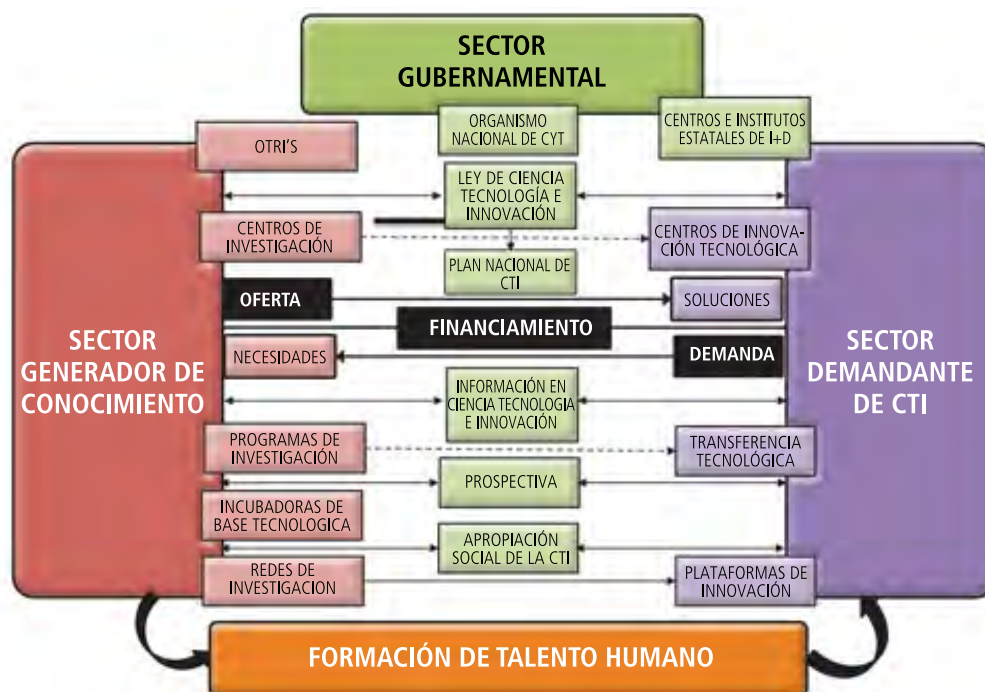 SECTOR
GUBERNAMENTAL
OTRI'S
ORGANISMO
NACIONAL DE CYT
CENTROS E INSTITUTOS
ESTATALES DE I+D
LEY DE CIENCIA
TECNOLOGÍA E
INNOVACIÓN
CENTROS DE
INVESTIGACIÓN
CENTROS DE INNOVA-
CIÓN TECNOLÓGICA
PLAN NACIONAL DE
CTI
OFERTA
SOLUCIONES
FINANCIAMIENTO
NECESIDADES
DEMANDA
SECTOR
GENERADOR DE
CONOCIMIENTO
SECTOR
DEMANDANTE
DE CTI
INFORMACIÓN EN
CIENCIA TECNOLOGIA
E INNOVACIÓN
PROGRAMAS DE
INVESTIGACIÓN
TRANSFERENCIA
TECNOLÓGICA
PROSPECTIVA
INCUBADORAS DE
BASE TECNOLOGICA
APROPIACIÓN
SOCIAL DE LA CTI
REDES DE
INVESTIGACION
PLATAFORMAS DE
INNOVACIÓN
FORMACIÓN DE TALENTO HUMANO